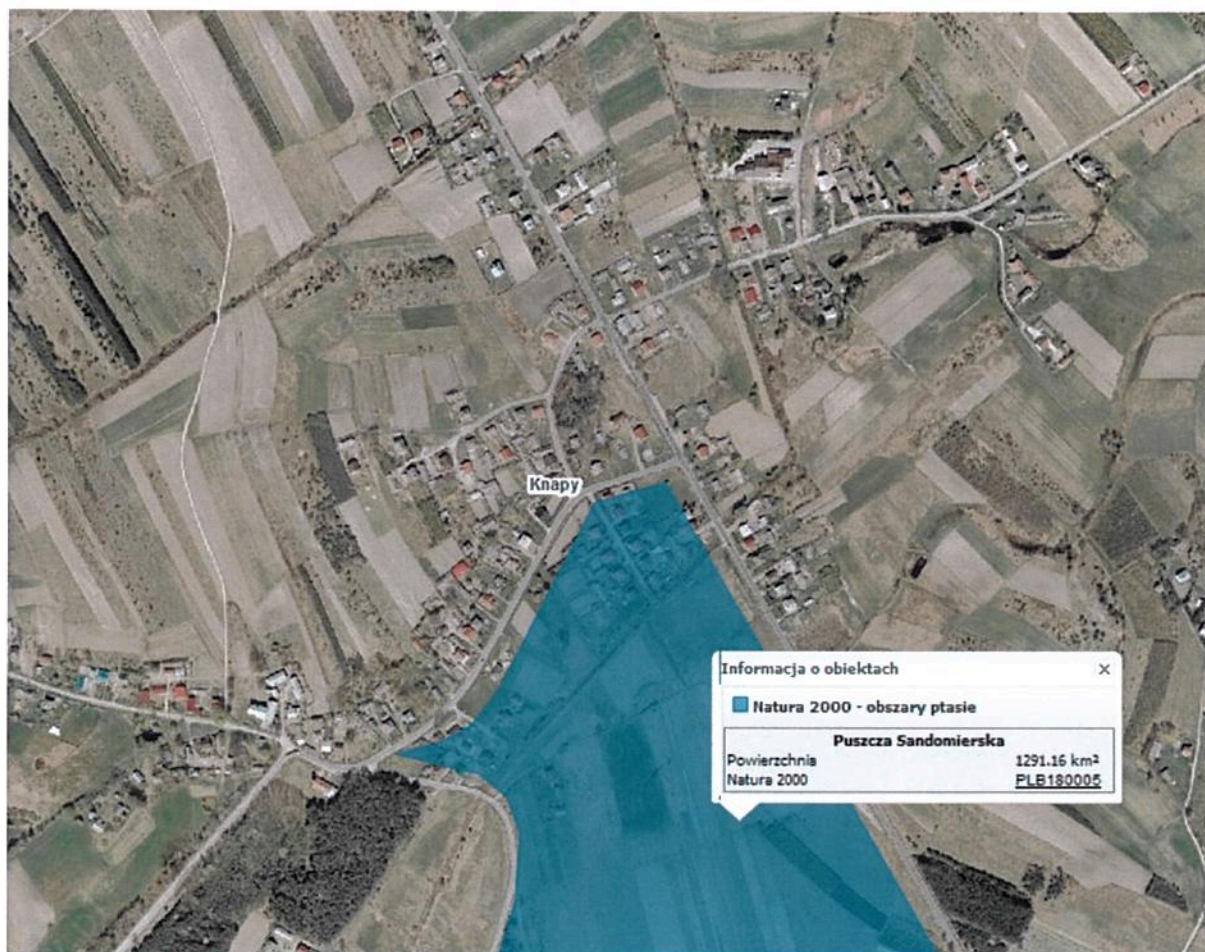 Knapy
Informacja o obiektach
Natura 2000 - obszary ptasie
Puszcza Sandomierska
Powierzchnia 1291.16 km²
Natura 2000 PLB180005